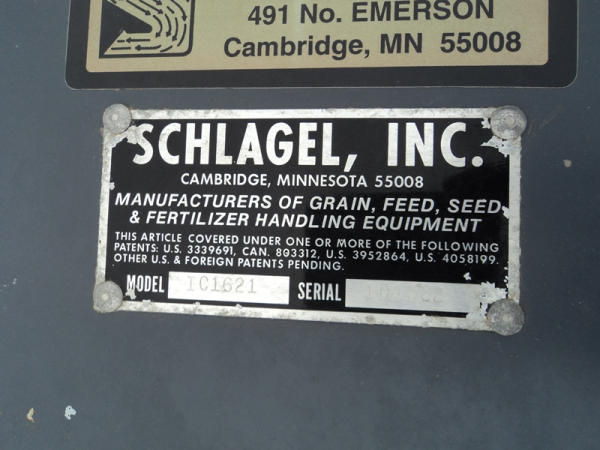 491 No. EMERSON
Cambridge, MN 55008
SCHLAGEL, INC.
CAMBRIDGE, MINNESOTA 55008
MANUFACTURERS OF GRAIN, FEED, SEED
& FERTILIZER HANDLING EQUIPMENT
THIS ARTICLE COVERED UNDER ONE OR MORE OF THE FOLLOWING
PATENTS: U.S. 3339691, CAN. 803312, U.S. 3952864, U.S. 4058199.
OTHER U.S. & FOREIGN PATENTS PENDING.
MODEL IC1621 SERIAL